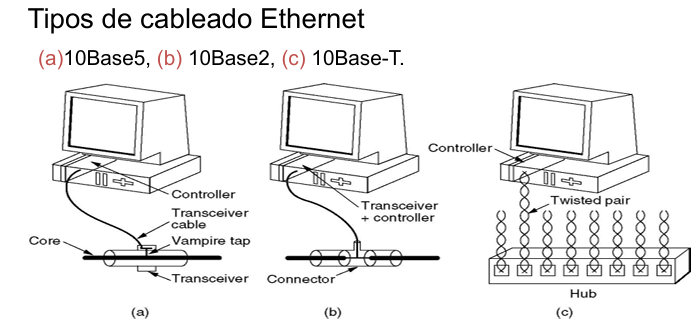 Tipos de cableado Ethernet
(a)10Base5, (b) 10Base2, (c) 10Base-T.
Controller
Transceiver
cable
Core
Vampire tap
Transceiver
(a)
Transceiver
+ controller
Connector
(b)
Controller
Twisted pair
Hub
(c)